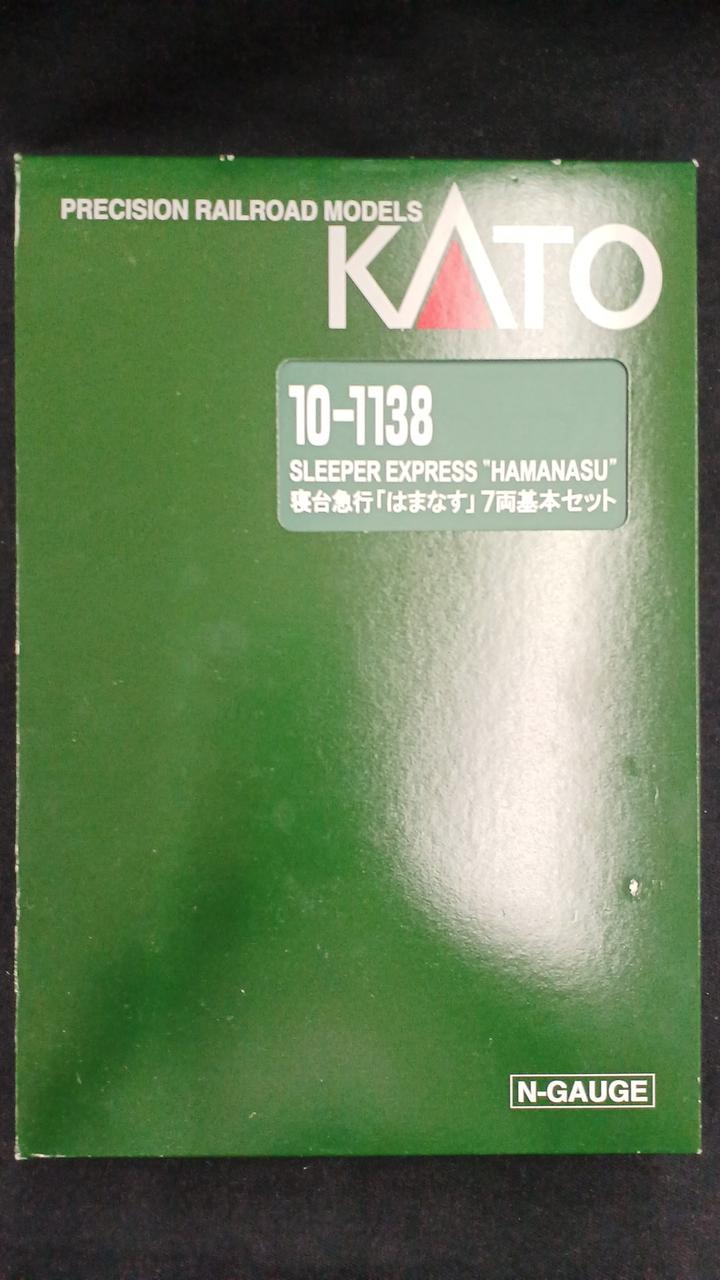 PRECISION RAILROAD MODELS
KATO
10-1138
SLEEPER EXPRESS "HAMANASU"
寝台急行「はまなす」7両基本セット
N-GAUGE